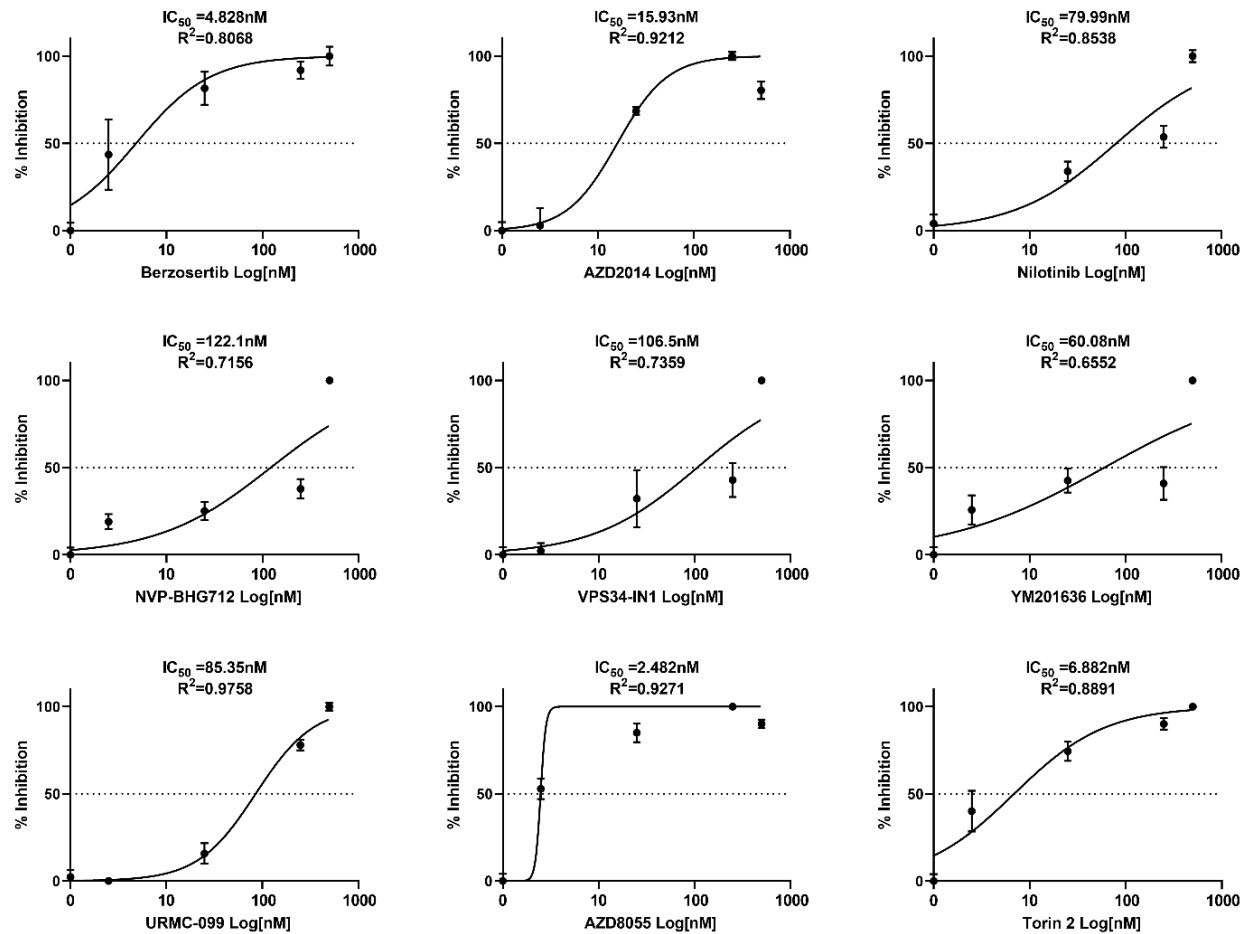 IC50 =4.828nM
R2=0.8068
100
50
0
% Inhibition
0 10 100 1000
Berzosertib Log[nM]
IC50 =15.93nM
R2=0.9212
100
50
0
% Inhibition
0 10 100 1000
AZD2014 Log[nM]
IC50 =79.99nM
R2=0.8538
100
50
0
% Inhibition
0 10 100 1000
Nilotinib Log[nM]
IC50 =122.1nM
R2=0.7156
100
50
0
% Inhibition
0 10 100 1000
NVP-BHG712 Log[nM]
IC50 =106.5nM
R2=0.7359
100
50
0
% Inhibition
0 10 100 1000
VPS34-IN1 Log[nM]
IC50 =60.08nM
R2=0.6552
100
50
0
% Inhibition
0 10 100 1000
YM201636 Log[nM]
IC50 =85.35nM
R2=0.9758
100
50
0
% Inhibition
0 10 100 1000
URMC-099 Log[nM]
IC50 =2.482nM
R2=0.9271
100
50
0
% Inhibition
0 10 100 1000
AZD8055 Log[nM]
IC50 =6.882nM
R2=0.8891
100
50
0
% Inhibition
0 10 100 1000
Torin 2 Log[nM]